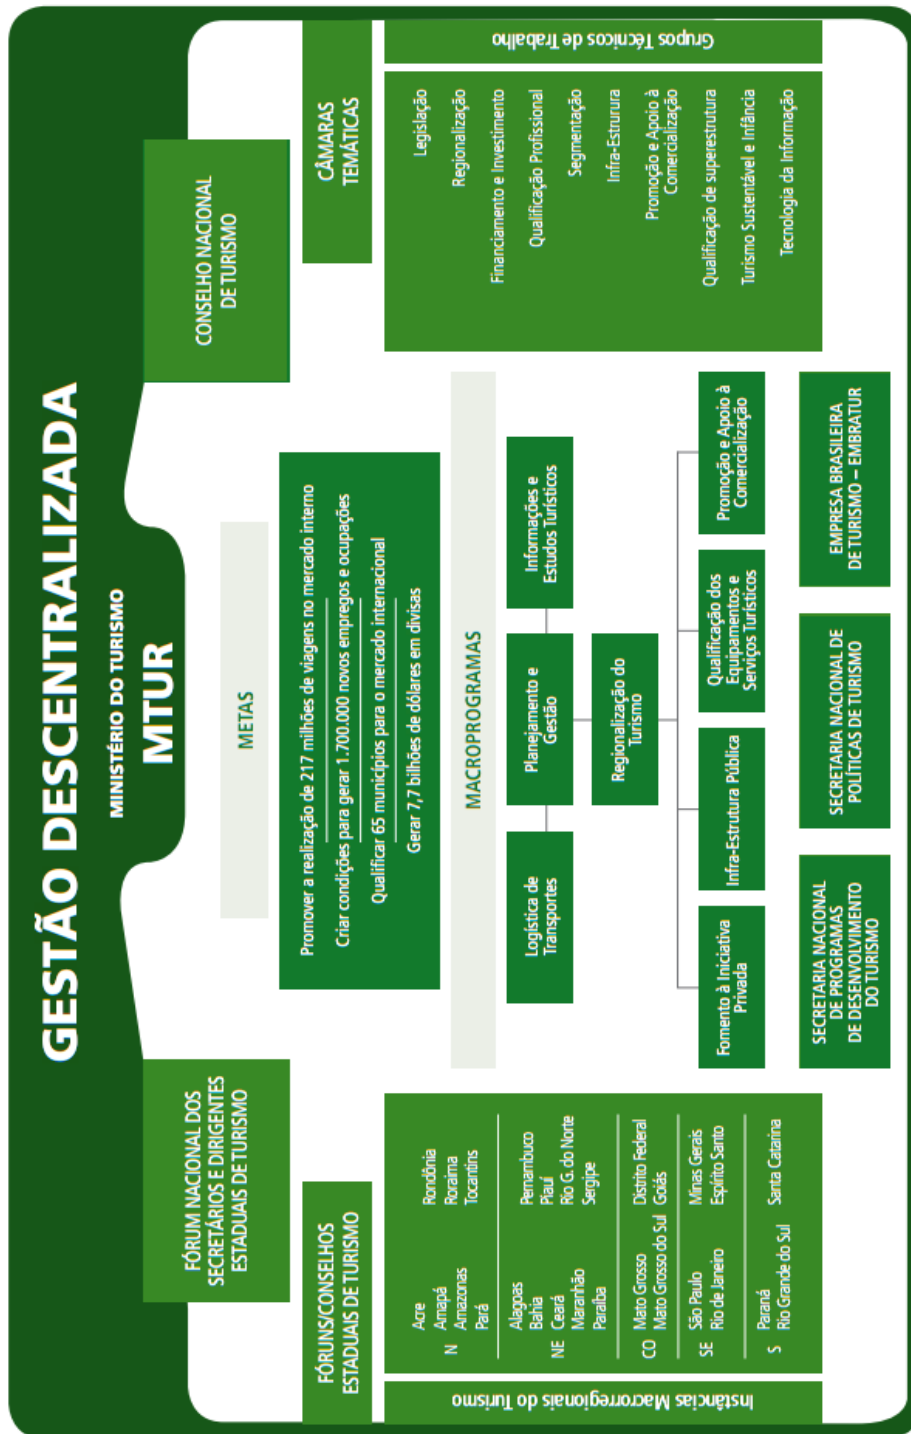 GESTÃO DESCENTRALIZADA
MINISTÉRIO DO TURISMO
MTUR
FÓRUM NACIONAL DOS
SECRETÁRIOS E DIRIGENTES
ESTADUAIS DE TURISMO
CONSELHO NACIONAL
DE TURISMO
FÓRUNS/CONSELHOS
ESTADUAIS DE TURISMO
Instâncias Macrorregionais do Turismo
N
Acre
Amapá
Amazonas
Pará
Rondônia
Roraima
Tocantins
NE
Alagoas
Bahia
Ceará
Maranhão
Paraíba
Pernambuco
Piauí
Rio G. do Norte
Sergipe
CO
Mato Grosso
Mato Grosso do Sul
Distrito Federal
Goiás
SE
São Paulo
Rio de Janeiro
Minas Gerais
Espírito Santo
S
Paraná
Rio Grande do Sul
Santa Catarina
METAS
Promover a realização de 217 milhões de viagens no mercado interno
Criar condições para gerar 1.700.000 novos empregos e ocupações
Qualificar 65 municípios para o mercado internacional
Gerar 7,7 bilhões de dólares em divisas
MACROPROGRAMAS
Logística de
Transportes
Planejamento e
Gestão
Informações e
Estudos Turísticos
Regionalização do
Turismo
Fomento à Iniciativa
Privada
Infra-Estrutura Pública
Qualificação dos
Equipamentos e
Serviços Turísticos
Promoção e Apoio à
Comercialização
SECRETARIA NACIONAL
DE PROGRAMAS
DE DESENVOLVIMENTO
DO TURISMO
SECRETARIA NACIONAL DE
POLÍTICAS DE TURISMO
EMPRESA BRASILEIRA
DE TURISMO – EMBRATUR
CÂMARAS
TEMÁTICAS
Legislação
Regionalização
Financiamento e Investimento
Qualificação Profissional
Segmentação
Infra-Estrurura
Promoção e Apoio à
Comercialização
Qualificação de superestrutura
Turismo Sustentável e Infância
Tecnologia da Informação
Grupos Técnicos de Trabalho